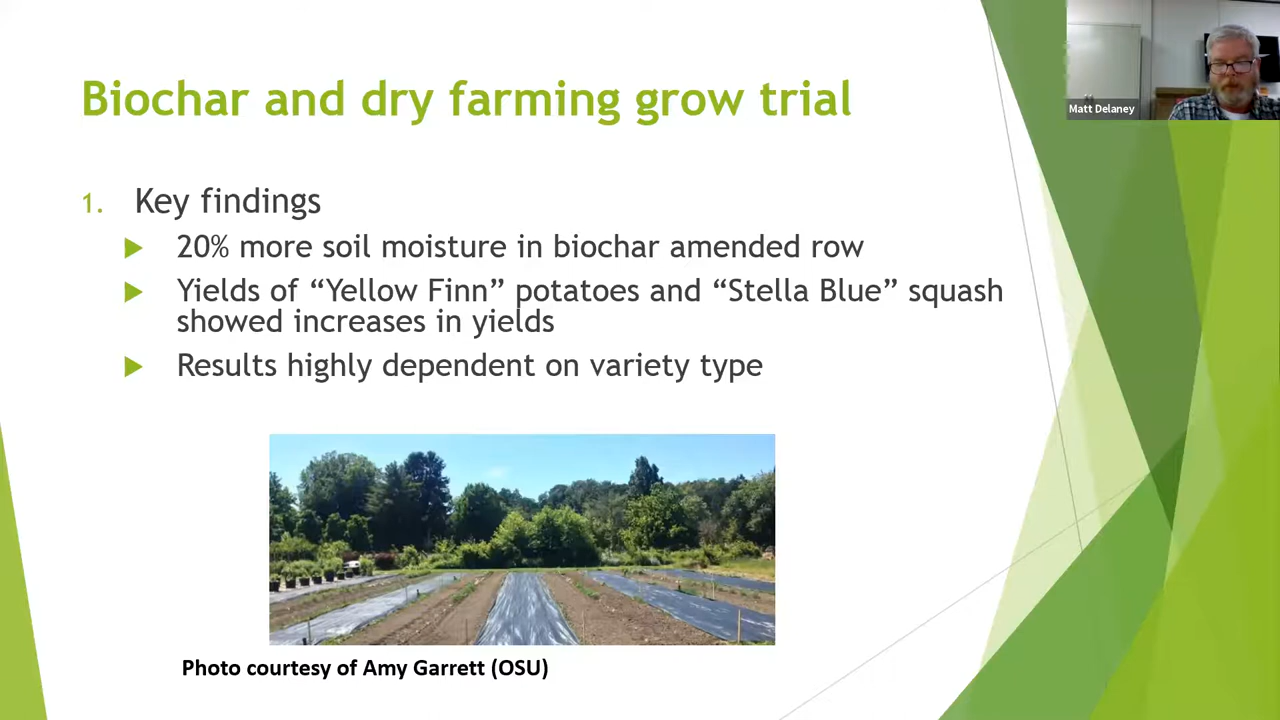 Biochar and dry farming grow trial
Matt Delaney
1. Key findings
20% more soil moisture in biochar amended row
Yields of “Yellow Finn” potatoes and “Stella Blue” squash
showed increases in yields
Results highly dependent on variety type
Photo courtesy of Amy Garrett (OSU)